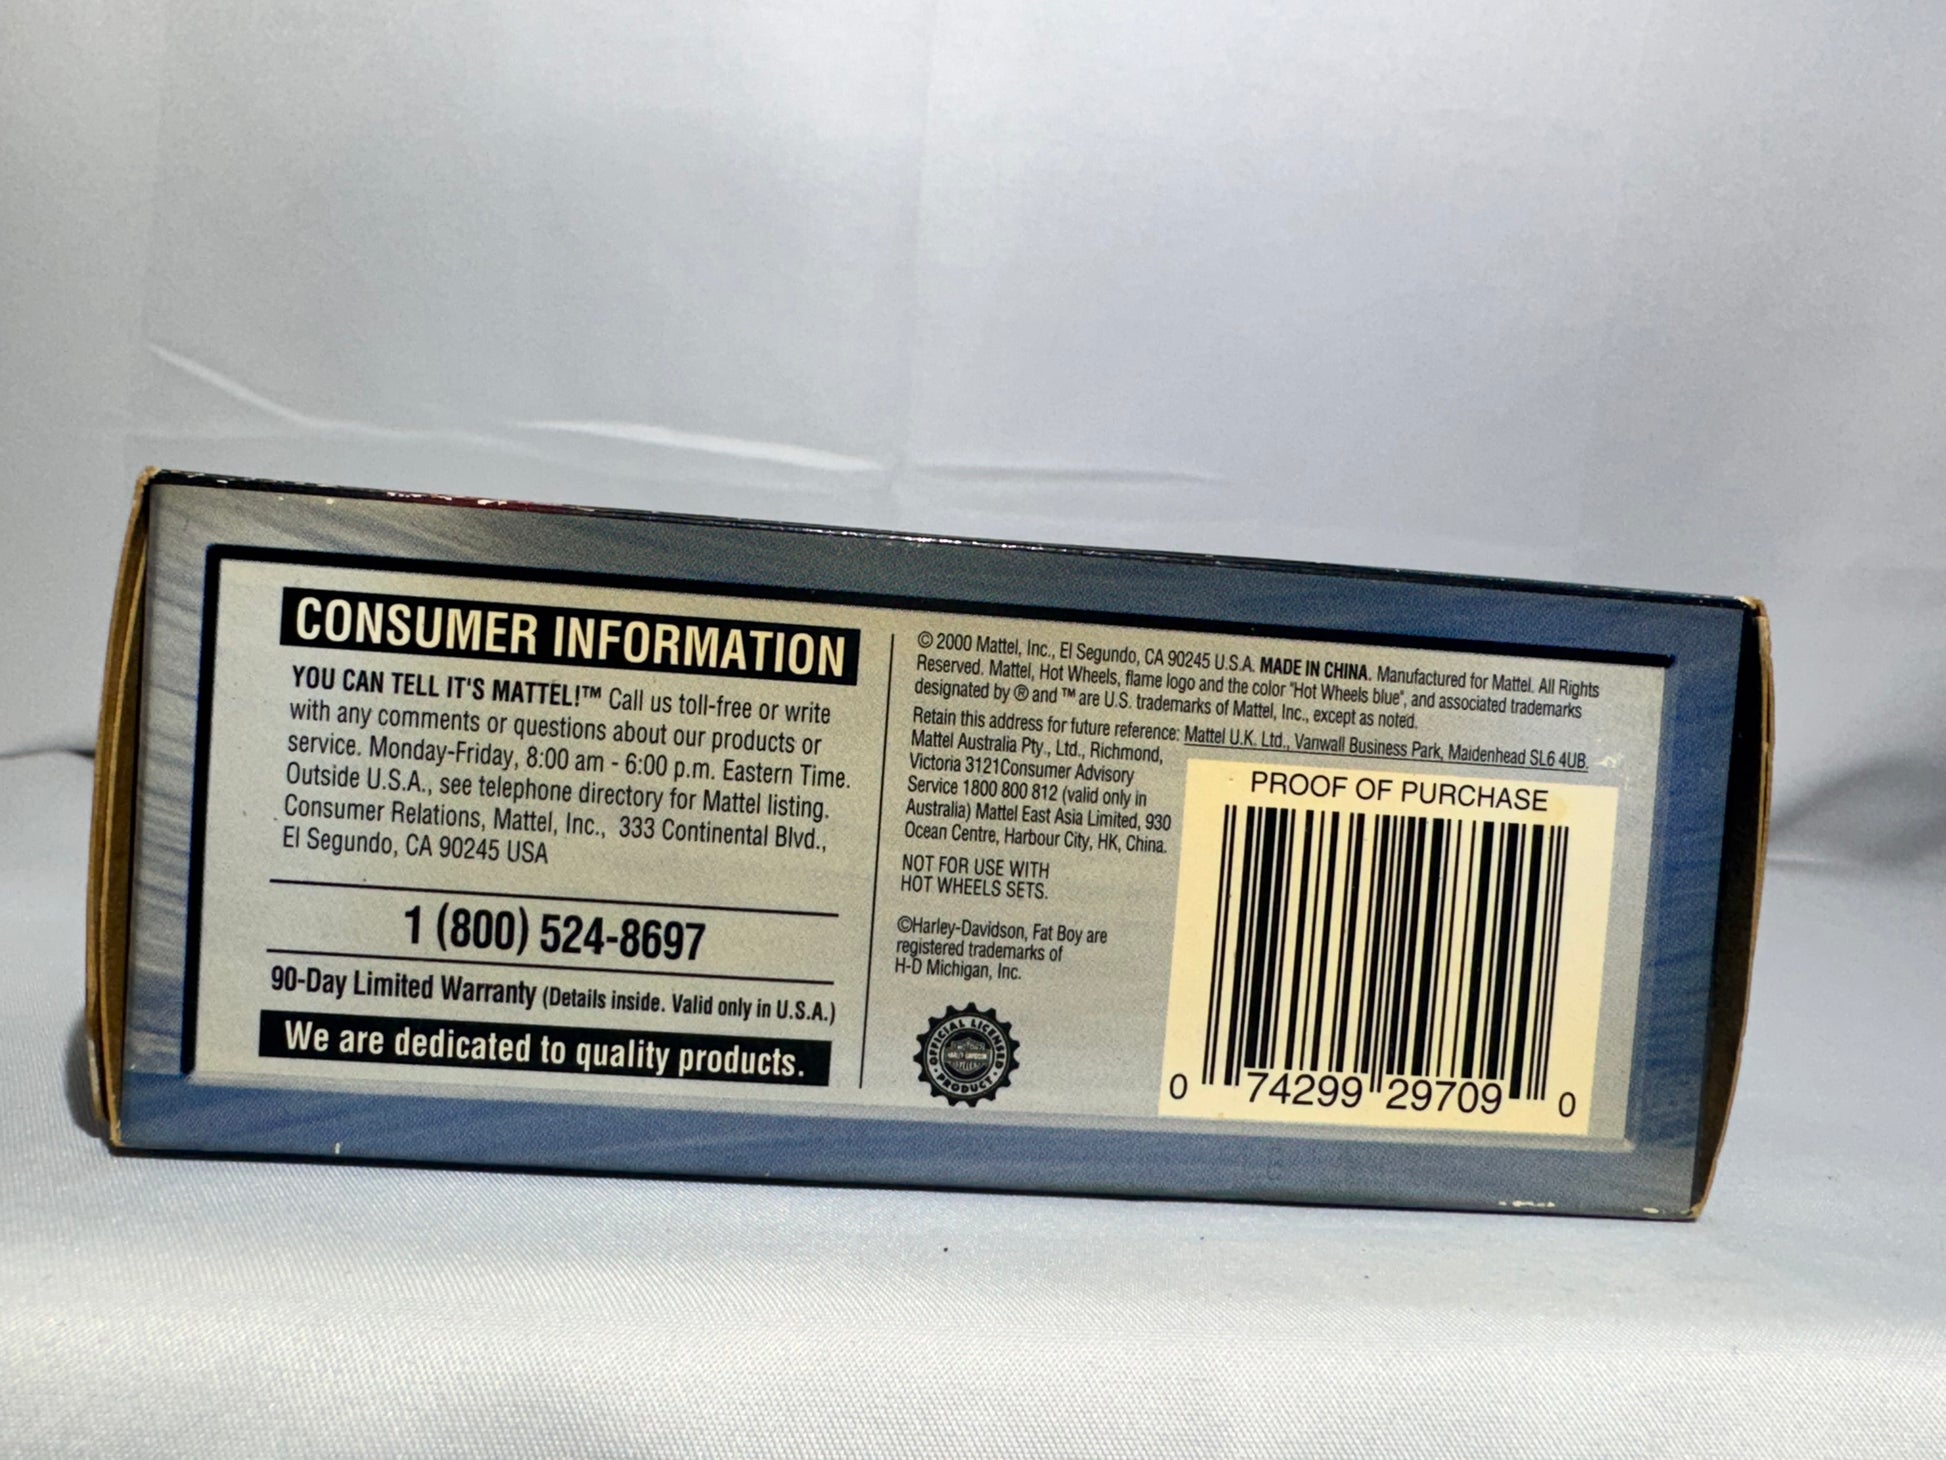 CONSUMER INFORMATION
YOU CAN TELL IT'S MATTEL!™ Call us toll-free or write
with any comments or questions about our products or
service. Monday-Friday, 8:00 am - 6:00 p.m. Eastern Time.
Outside U.S.A., see telephone directory for Mattel listing.
Consumer Relations, Mattel, Inc., 333 Continental Blvd.,
El Segundo, CA 90245 USA
1 (800) 524-8697
90-Day Limited Warranty (Details inside. Valid only in U.S.A.)
We are dedicated to quality products.
© 2000 Mattel, Inc., El Segundo, CA 90245 U.S.A. MADE IN CHINA. Manufactured for Mattel. All Rights
Reserved. Mattel, Hot Wheels, flame logo and the color "Hot Wheels blue", and associated trademarks
designated by ® and ™ are U.S. trademarks of Mattel, Inc., except as noted.
Retain this address for future reference: Mattel U.K. Ltd., Vanwall Business Park, Maidenhead SL6 4UB.
Mattel Australia Pty., Ltd., Richmond,
Victoria 3121Consumer Advisory
Service 1800 800 812 (valid only in
Australia) Mattel East Asia Limited, 930
Ocean Centre, Harbour City, HK, China.
NOT FOR USE WITH
HOT WHEELS SETS.
©Harley-Davidson, Fat Boy are
registered trademarks of
H-D Michigan, Inc.
OFFICIAL LICENSED
HARLEY-DAVIDSON
PRODUCT
PROOF OF PURCHASE
0 74299 29709 0